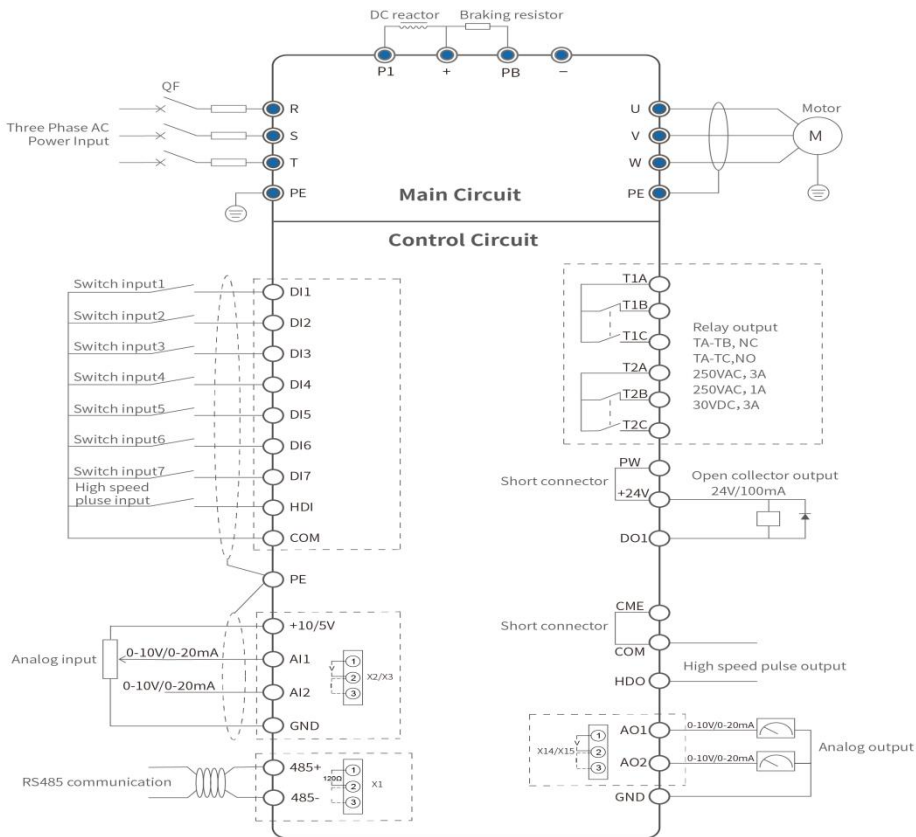 DC reactor
Braking resistor
P1
+
PB
−
QF
R
S
T
PE
Three Phase AC
Power Input
U
V
W
PE
Motor
M
Main Circuit
Control Circuit
Switch input1
DI1
Switch input2
DI2
Switch input3
DI3
Switch input4
DI4
Switch input5
DI5
Switch input6
DI6
Switch input7
DI7
High speed
pluse input
HDI
COM
PE
T1A
T1B
T1C
T2A
T2B
T2C
Relay output
TA-TB, NC
TA-TC,NO
250VAC, 3A
250VAC, 1A
30VDC, 3A
Short connector
PW
+24V
Open collector output
24V/100mA
DO1
Short connector
CME
COM
High speed pulse output
HDO
Analog input
+10/5V
0-10V/0-20mA
AI1
0-10V/0-20mA
AI2
GND
V
I
1
2
3
X2/X3
RS485 communication
485+
485-
120Ω
1
2
3
X1
X14/X15
1
2
3
V
I
AO1
0-10V/0-20mA
AO2
0-10V/0-20mA
GND
Analog output